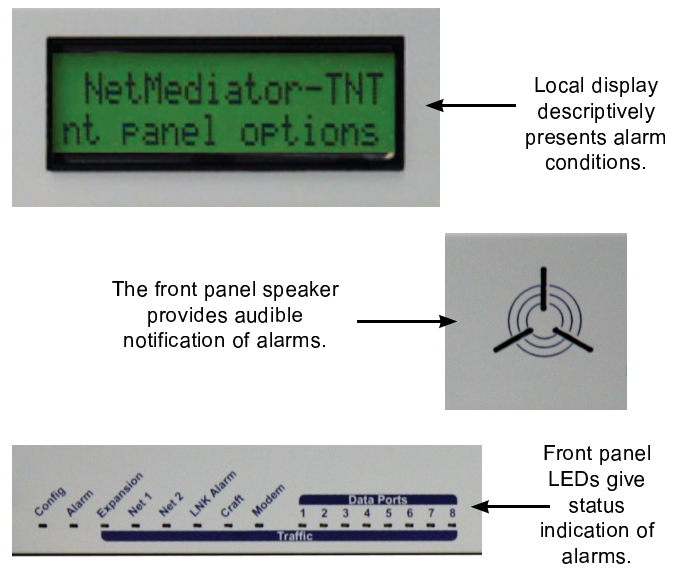 NetMediator-TNT
nt panel options
Local display
descriptively
presents alarm
conditions.
The front panel speaker
provides audible
notification of alarms.
Front panel
LEDs give
status
indication of
alarms.
Config
Alarm
Expansion
Net 1
Net 2
LNK Alarm
Craft
Modem
Data Ports
1 2 3 4 5 6 7 8
Traffic